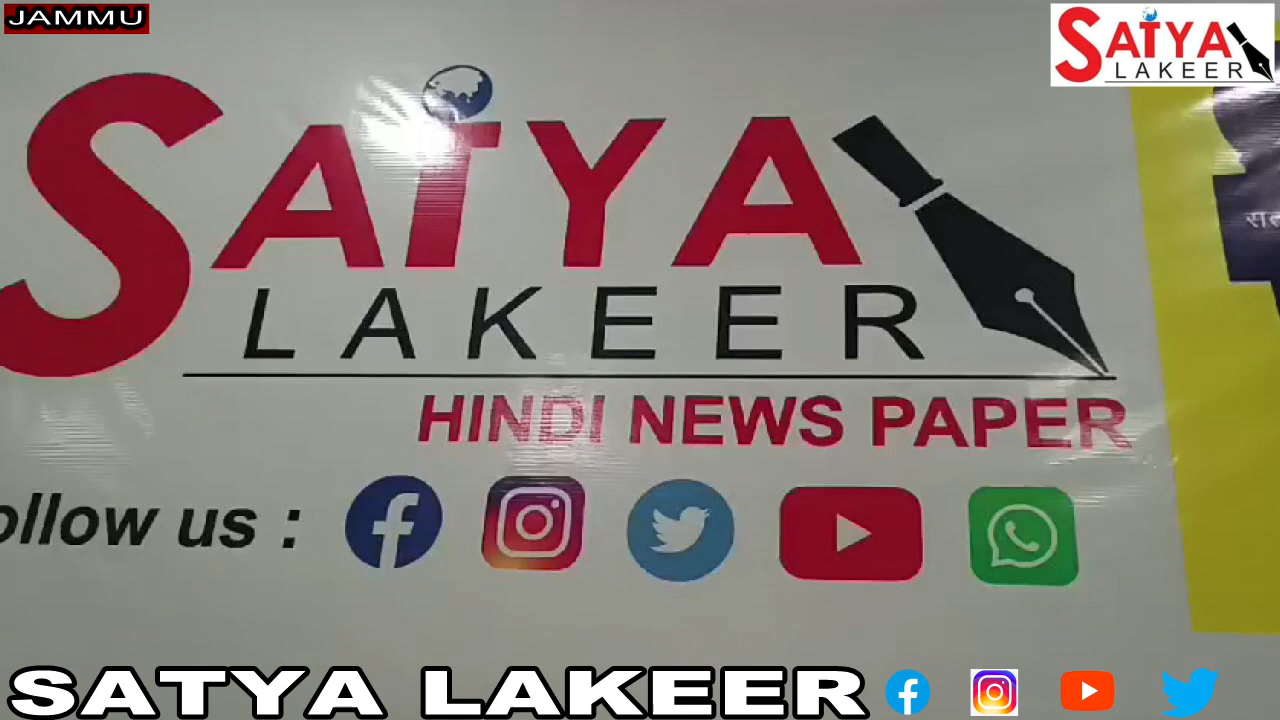 JAMMU
SATYA
LAKEER
SATYA
LAKEER
HINDI NEWS PAPER
ollow us :
SATYA LAKEER